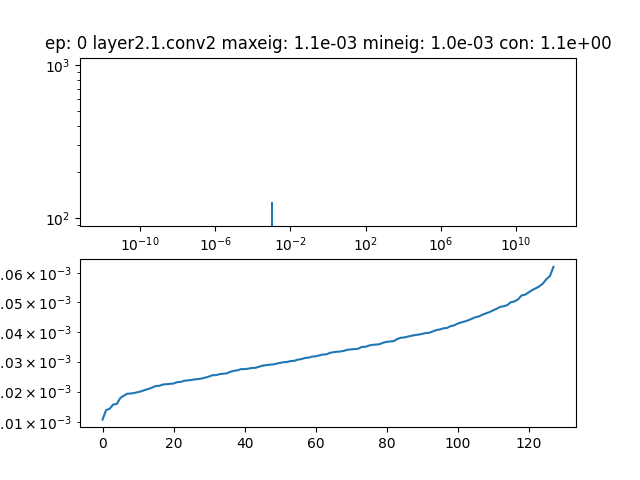 ep: 0 layer2.1.conv2 maxeig: 1.1e-03 mineig: 1.0e-03 con: 1.1e+00
10³
10²
10⁻¹⁰ 10⁻⁶ 10⁻² 10² 10⁶ 10¹⁰
.06 × 10⁻³
.05 × 10⁻³
.04 × 10⁻³
.03 × 10⁻³
.02 × 10⁻³
.01 × 10⁻³
0 20 40 60 80 100 120